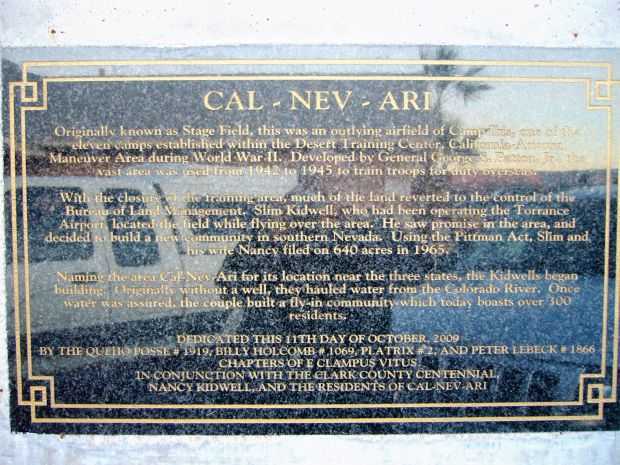 CAL - NEV - ARI
Originally known as Stage Field, this was an outlying airfield of Camp Ibis, one of the
eleven camps established within the Desert Training Center, California-Arizona
Maneuver Area during World War II. Developed by General George S. Patton, Jr., the
vast area was used from 1942 to 1945 to train troops for duty overseas.
With the closure of the training area, much of the land reverted to the control of the
Bureau of Land Management. Slim Kidwell, who had been operating the Torrance
Airport, located the field while flying over the area. He saw promise in the area, and
decided to build a new community in southern Nevada. Using the Pittman Act, Slim and
his wife Nancy filed on 640 acres in 1965.
Naming the area Cal-Nev-Ari for its location near the three states, the Kidwells began
building. Originally without a well, they hauled water from the Colorado River. Once
water was assured, the couple built a fly-in community which today boasts over 300
residents.
DEDICATED THIS 11TH DAY OF OCTOBER, 2009
BY THE QUEHO POSSE # 1919, BILLY HOLCOMB # 1069, PLATRIX # 2, AND PETER LEBECK # 1866
CHAPTERS OF E CLAMPUS VITUS
IN CONJUNCTION WITH THE CLARK COUNTY CENTENNIAL,
NANCY KIDWELL, AND THE RESIDENTS OF CAL-NEV-ARI